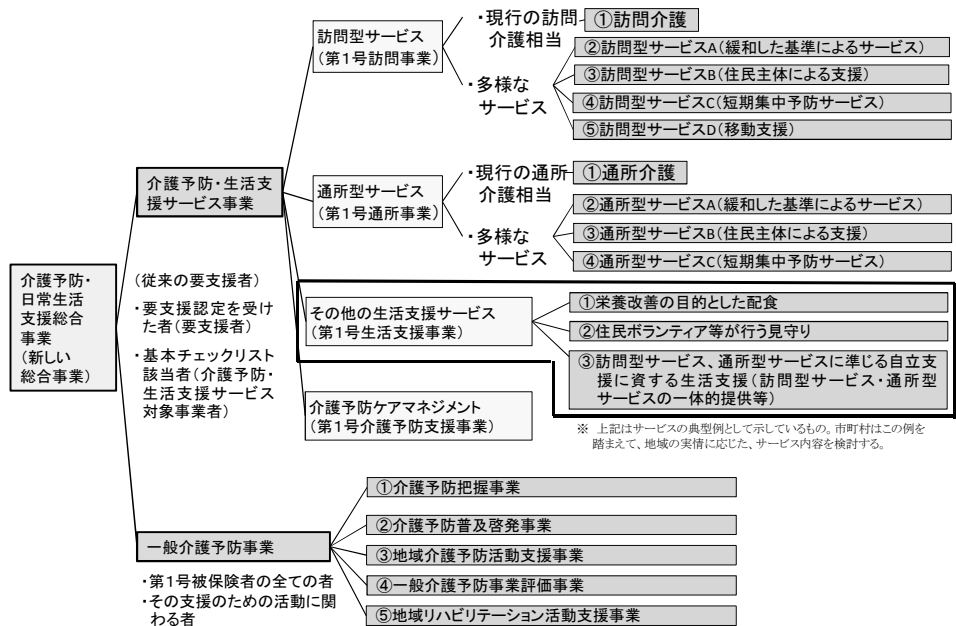 介護予防・
日常生活
支援総合
事業
(新しい
総合事業)
介護予防・生活支
援サービス事業
(従来の要支援者)
・要支援認定を受け
た者(要支援者)
・基本チェックリスト
該当者(介護予防・
生活支援サービス
対象事業者)
訪問型サービス
(第1号訪問事業)
・現行の訪問
介護相当
①訪問介護
・多様な
サービス
②訪問型サービスA(緩和した基準によるサービス)
③訪問型サービスB(住民主体による支援)
④訪問型サービスC(短期集中予防サービス)
⑤訪問型サービスD(移動支援)
通所型サービス
(第1号通所事業)
・現行の通所
介護相当
①通所介護
・多様な
サービス
②通所型サービスA(緩和した基準によるサービス)
③通所型サービスB(住民主体による支援)
④通所型サービスC(短期集中予防サービス)
その他の生活支援サービス
(第1号生活支援事業)
①栄養改善の目的とした配食
②住民ボランティア等が行う見守り
③訪問型サービス、通所型サービスに準じる自立支
援に資する生活支援(訪問型サービス・通所型
サービスの一体的提供等)
介護予防ケアマネジメント
(第1号介護予防支援事業)
※ 上記はサービスの典型例として示しているもの。市町村はこの例を
踏まえて、地域の実情に応じた、サービス内容を検討する。
一般介護予防事業
・第1号被保険者の全ての者
・その支援のための活動に関
わる者
①介護予防把握事業
②介護予防普及啓発事業
③地域介護予防活動支援事業
④一般介護予防事業評価事業
⑤地域リハビリテーション活動支援事業